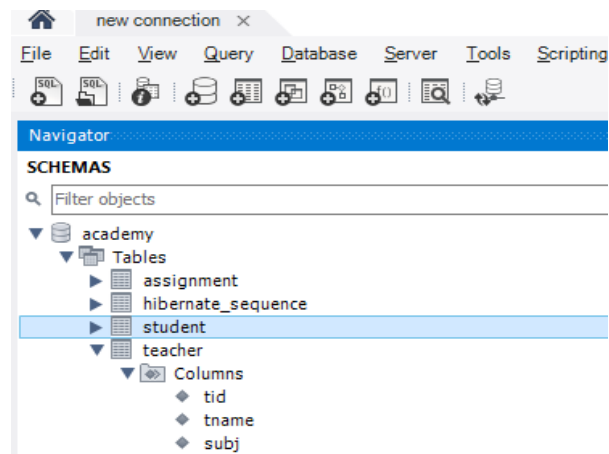 new connection ×
File Edit View Query Database Server Tools Scripting
SQL SQL
Navigator
SCHEMAS
Filter objects
academy
Tables
assignment
hibernate_sequence
student
teacher
Columns
tid
tname
subj